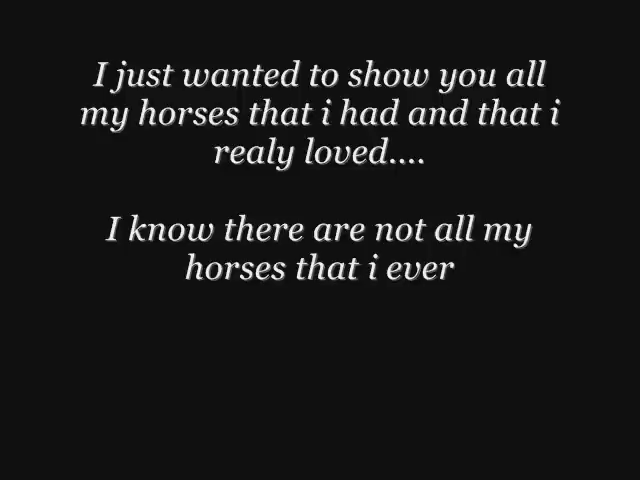 I just wanted to show you all
my horses that i had and that i
realy loved....
I know there are not all my
horses that i ever